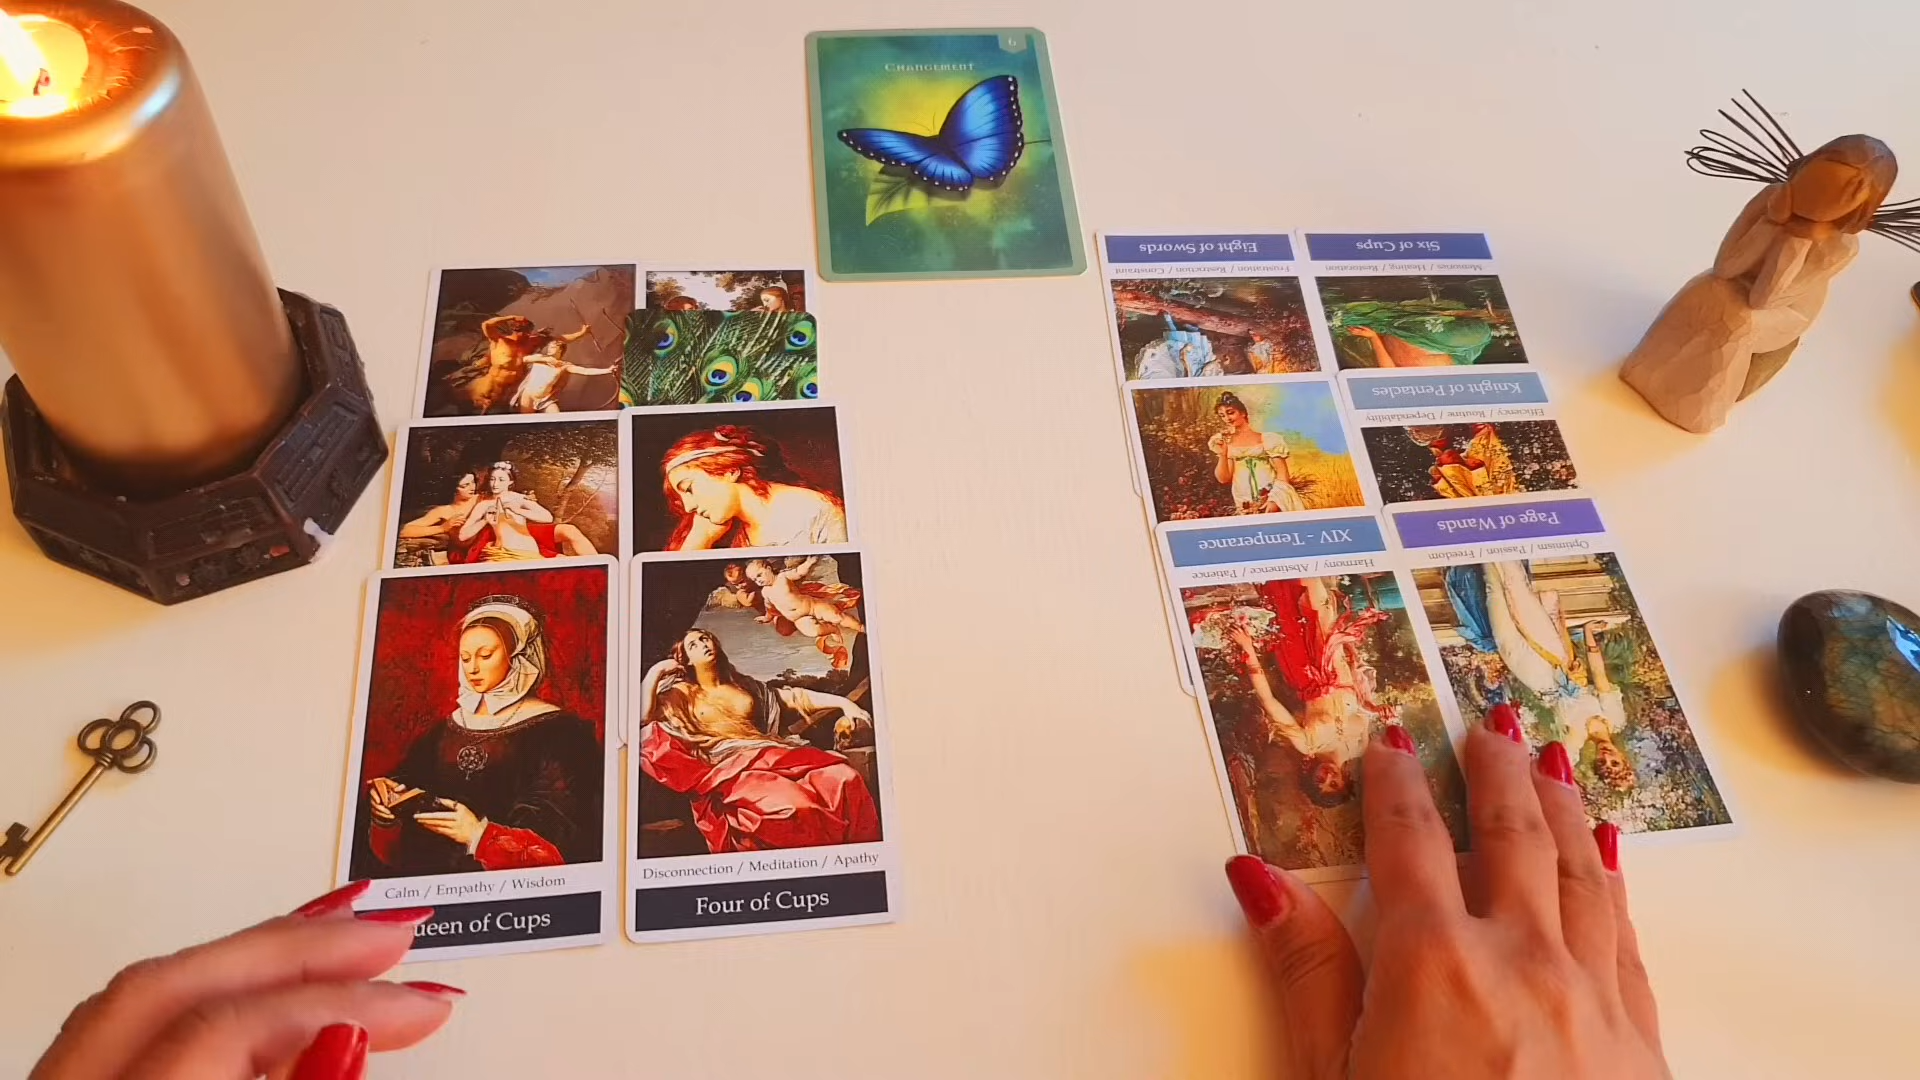 6
CHANGEMENT
Eight of Swords
Frustration / Restriction / Constraint
Six of Cups
Memories / Healing / Restoration
Knight of Pentacles
Efficiency / Routine / Dependability
XIV - Temperance
Harmony / Abstinence / Patience
Page of Wands
Optimism / Passion / Freedom
Calm / Empathy / Wisdom
ueen of Cups
Disconnection / Meditation / Apathy
Four of Cups